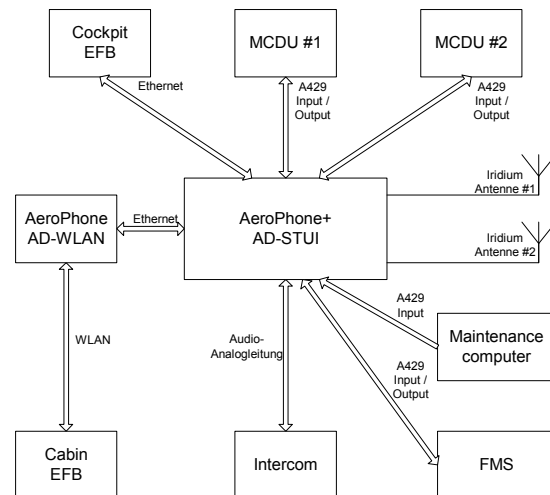 Cockpit
EFB
MCDU #1
MCDU #2
Ethernet
A429
Input /
Output
A429
Input /
Output
AeroPhone
AD-WLAN
Ethernet
AeroPhone+
AD-STUI
Iridium
Antenne #1
Iridium
Antenne #2
A429
Input
Maintenance
computer
WLAN
Audio-
Analogleitung
A429
Input /
Output
Cabin
EFB
Intercom
FMS